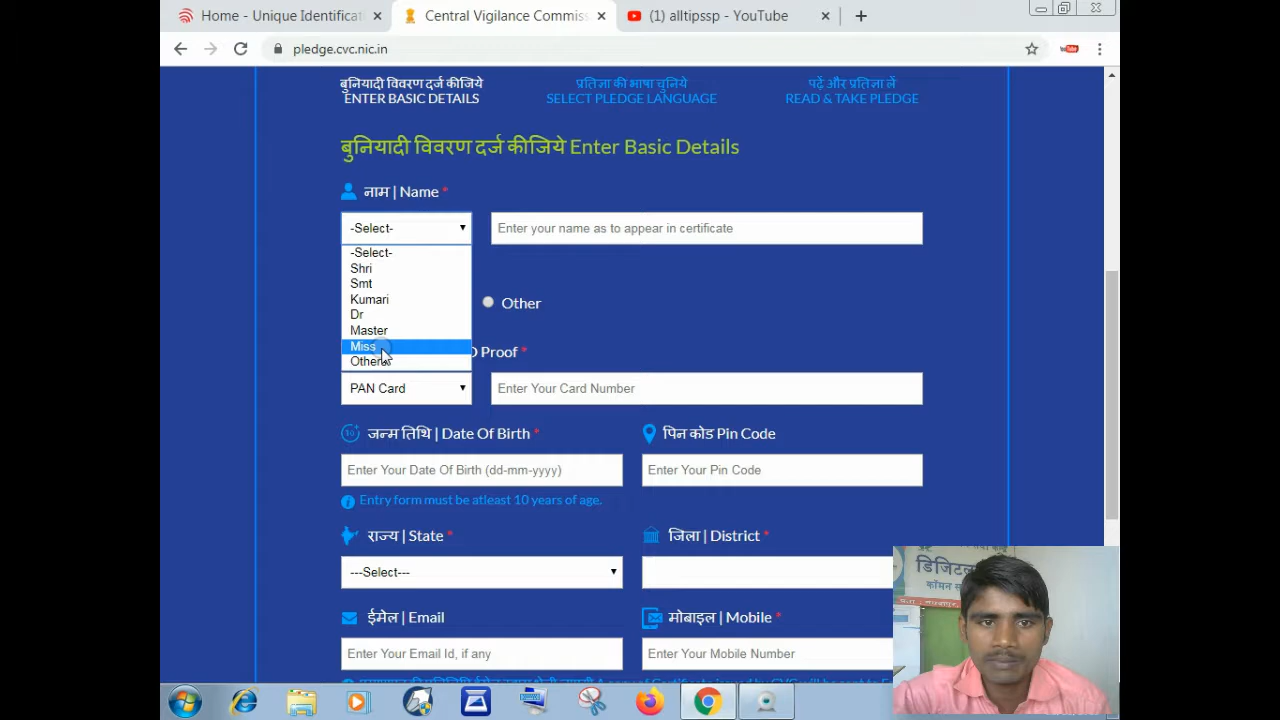 Home - Unique Identificat
Central Vigilance Commiss
(1) alltipssp - YouTube
pledge.cvc.nic.in
बुनियादी विवरण दर्ज कीजिये
ENTER BASIC DETAILS
प्रतिज्ञा की भाषा चुनिये
SELECT PLEDGE LANGUAGE
पढ़ें और प्रतिज्ञा लें
READ & TAKE PLEDGE
बुनियादी विवरण दर्ज कीजिये Enter Basic Details
नाम | Name *
-Select-
Enter your name as to appear in certificate
-Select-
Shri
Smt
Kumari
Dr
Master
Miss
Others
Other
Proof *
PAN Card
Enter Your Card Number
जन्म तिथि | Date Of Birth *
पिन कोड Pin Code
Enter Your Date Of Birth (dd-mm-yyyy)
Enter Your Pin Code
Entry form must be atleast 10 years of age.
राज्य | State *
जिला | District *
---Select---
ईमेल | Email
मोबाइल | Mobile *
Enter Your Email Id, if any
Enter Your Mobile Number
डिजिटल
कॉमन